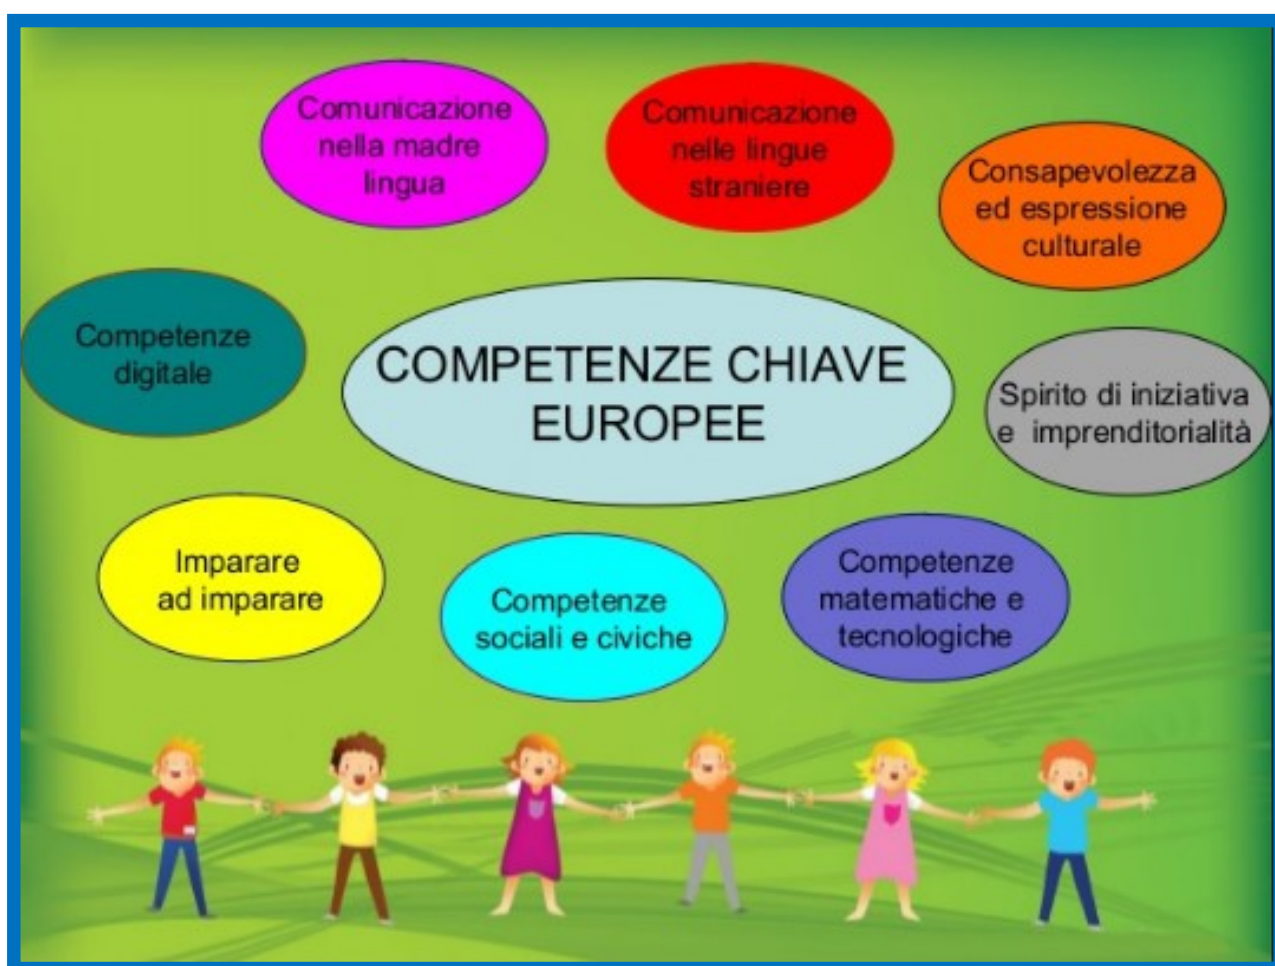 Comunicazione
nella madre
lingua
Comunicazione
nelle lingue
straniere
Consapevolezza
ed espressione
culturale
Competenze
digitale
COMPETENZE CHIAVE
EUROPEE
Spirito di iniziativa
e imprenditorialità
Imparare
ad imparare
Competenze
sociali e civiche
Competenze
matematiche e
tecnologiche